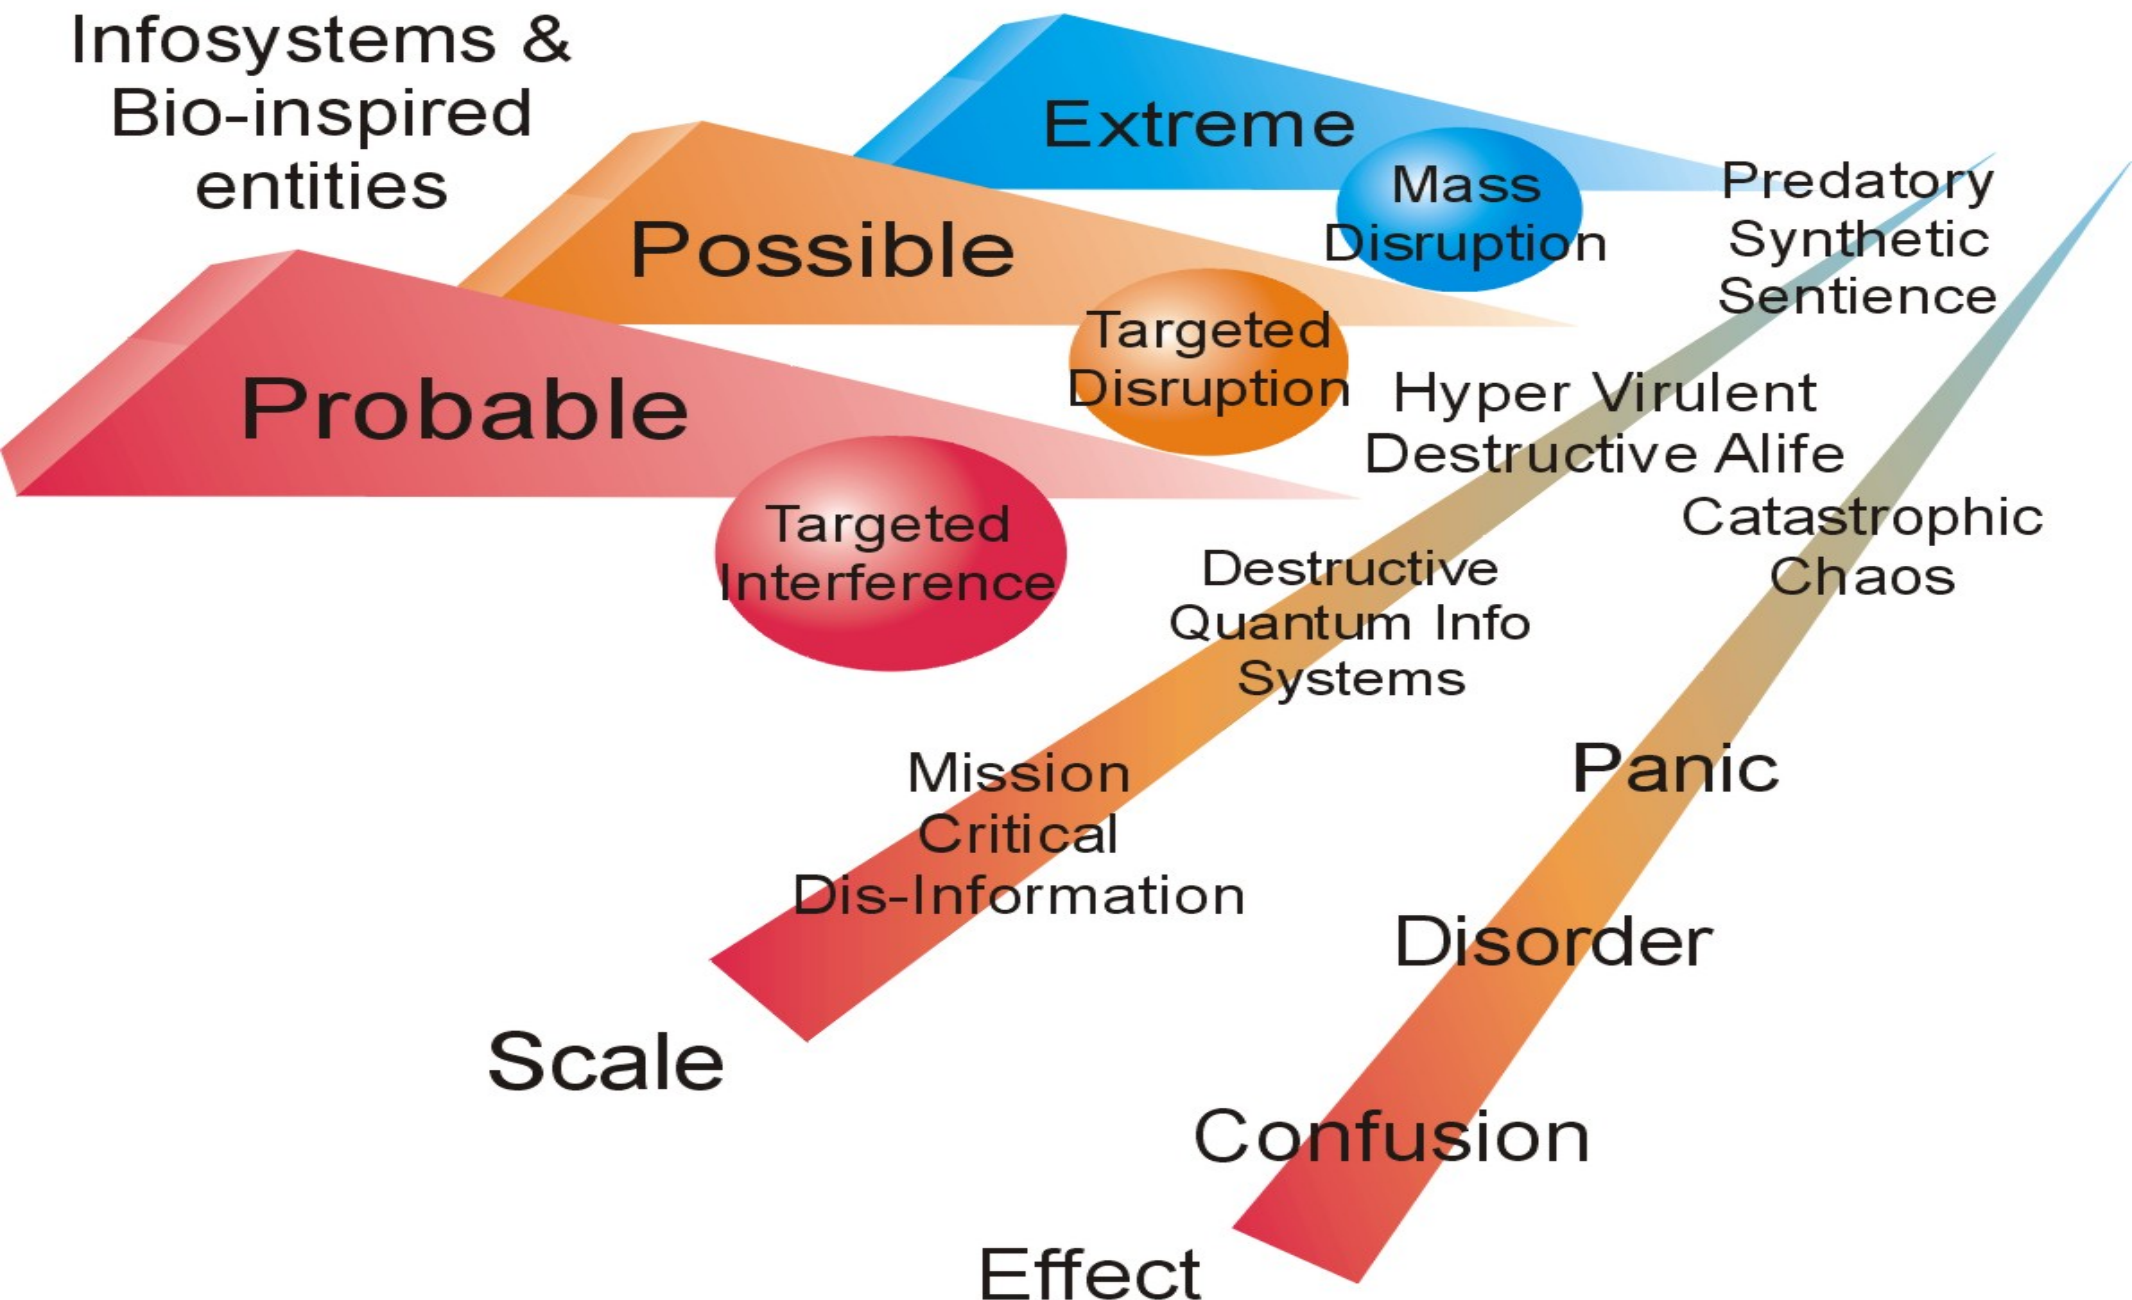 Infosystems &
Bio-inspired
entities
Extreme
Mass
Disruption
Possible
Targeted
Disruption
Probable
Targeted
Interference
Predatory
Synthetic
Sentience
Hyper Virulent
Destructive Alife
Destructive
Quantum Info
Systems
Mission
Critical
Dis-Information
Scale
Catastrophic
Chaos
Panic
Disorder
Confusion
Effect